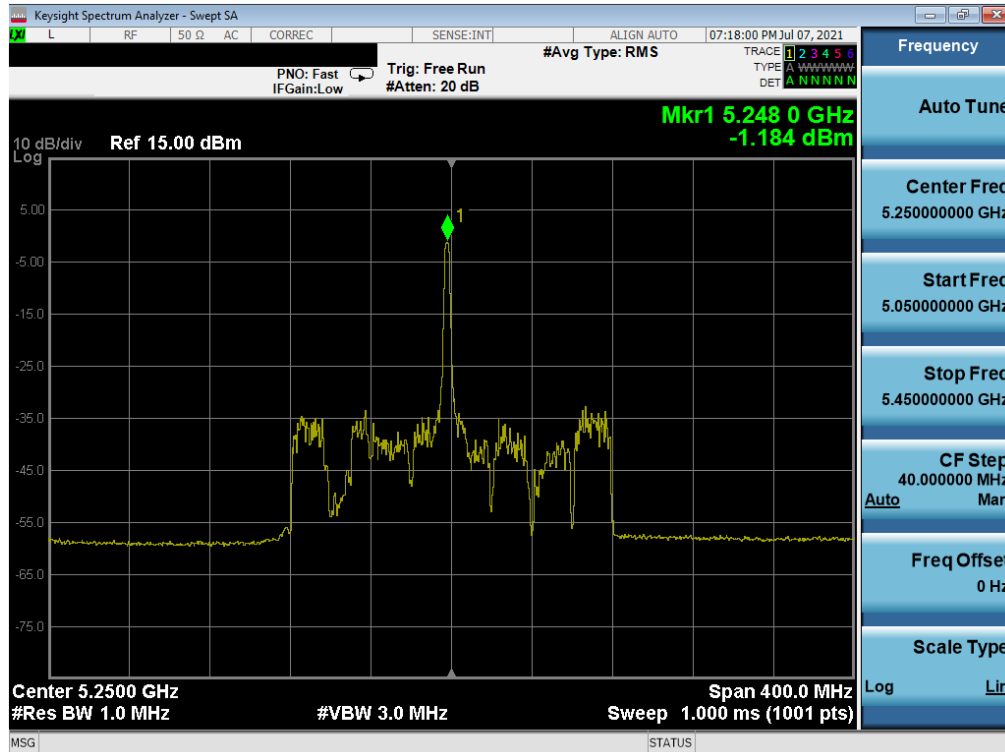 Keysight Spectrum Analyzer - Swept SA
LXI L RF 50 Ω AC CORREC SENSE:INT ALIGN AUTO 07:18:00 PM Jul 07, 2021
#Avg Type: RMS
TRACE 1 2 3 4 5 6
TYPE A WWWWW
DET A N N N N N
PNO: Fast
IFGain:Low
Trig: Free Run
#Atten: 20 dB
Mkr1 5.248 0 GHz
-1.184 dBm
10 dB/div
Log
Ref 15.00 dBm
1
5.00
-5.00
-15.0
-25.0
-35.0
-45.0
-55.0
-65.0
-75.0
Center 5.2500 GHz
Span 400.0 MHz
#Res BW 1.0 MHz
#VBW 3.0 MHz
Sweep 1.000 ms (1001 pts)
MSG
STATUS
Frequency
Auto Tune
Center Freq
5.250000000 GHz
Start Freq
5.050000000 GHz
Stop Freq
5.450000000 GHz
CF Step
40.000000 MHz
Auto Man
Freq Offset
0 Hz
Scale Type
Log Lin